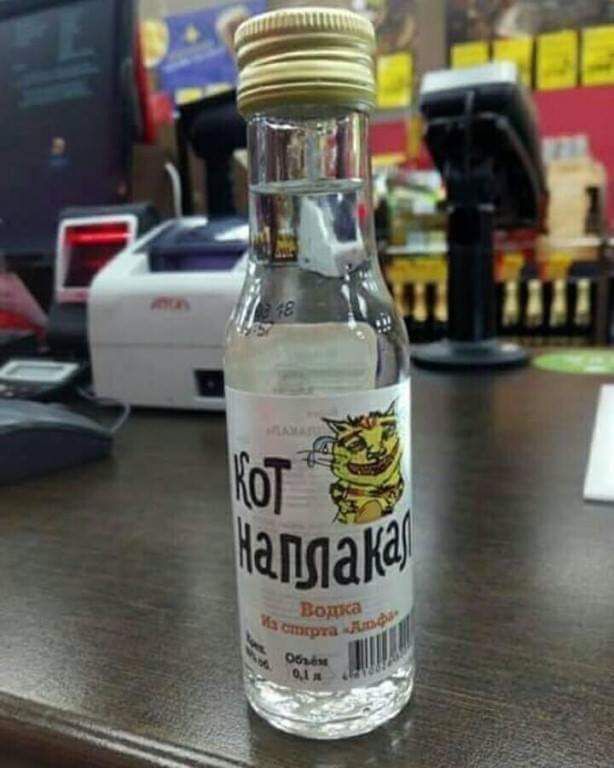 Кот
наплакал
Водка
Из спирта «Альфа»
Объём
0,1 л